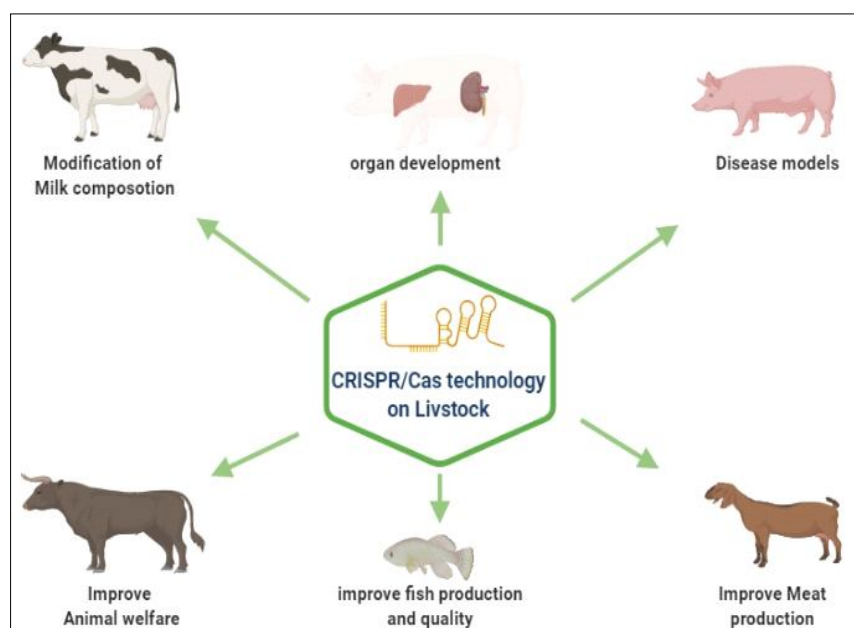 Modification of
Milk composotion
organ development
Disease models
CRISPR/Cas technology
on Livstock
Improve
Animal welfare
improve fish production
and quality
Improve Meat
production